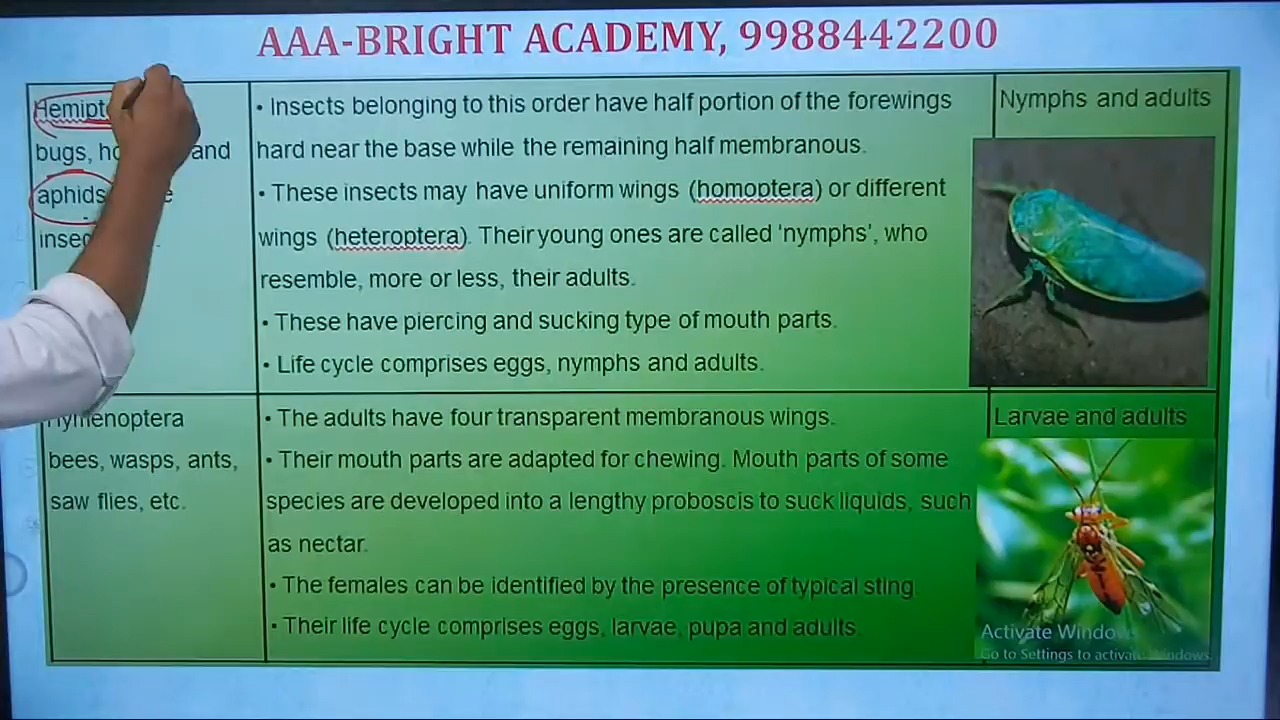 AAA-BRIGHT ACADEMY, 9988442200
bugs, and
aphids
• Insects belonging to this order have half portion of the forewings
hard near the base while the remaining half membranous.
• These insects may have uniform wings (homoptera) or different
wings (heteroptera). Their young ones are called 'nymphs', who
resemble, more or less, their adults.
• These have piercing and sucking type of mouth parts.
• Life cycle comprises eggs, nymphs and adults.
Nymphs and adults
Hymenoptera
bees, wasps, ants,
saw flies, etc.
• The adults have four transparent membranous wings.
• Their mouth parts are adapted for chewing. Mouth parts of some
species are developed into a lengthy proboscis to suck liquids, such
as nectar.
• The females can be identified by the presence of typical sting
• Their life cycle comprises eggs, larvae, pupa and adults
Larvae and adults
Activate Windows
Go to Settings to activate Windows.